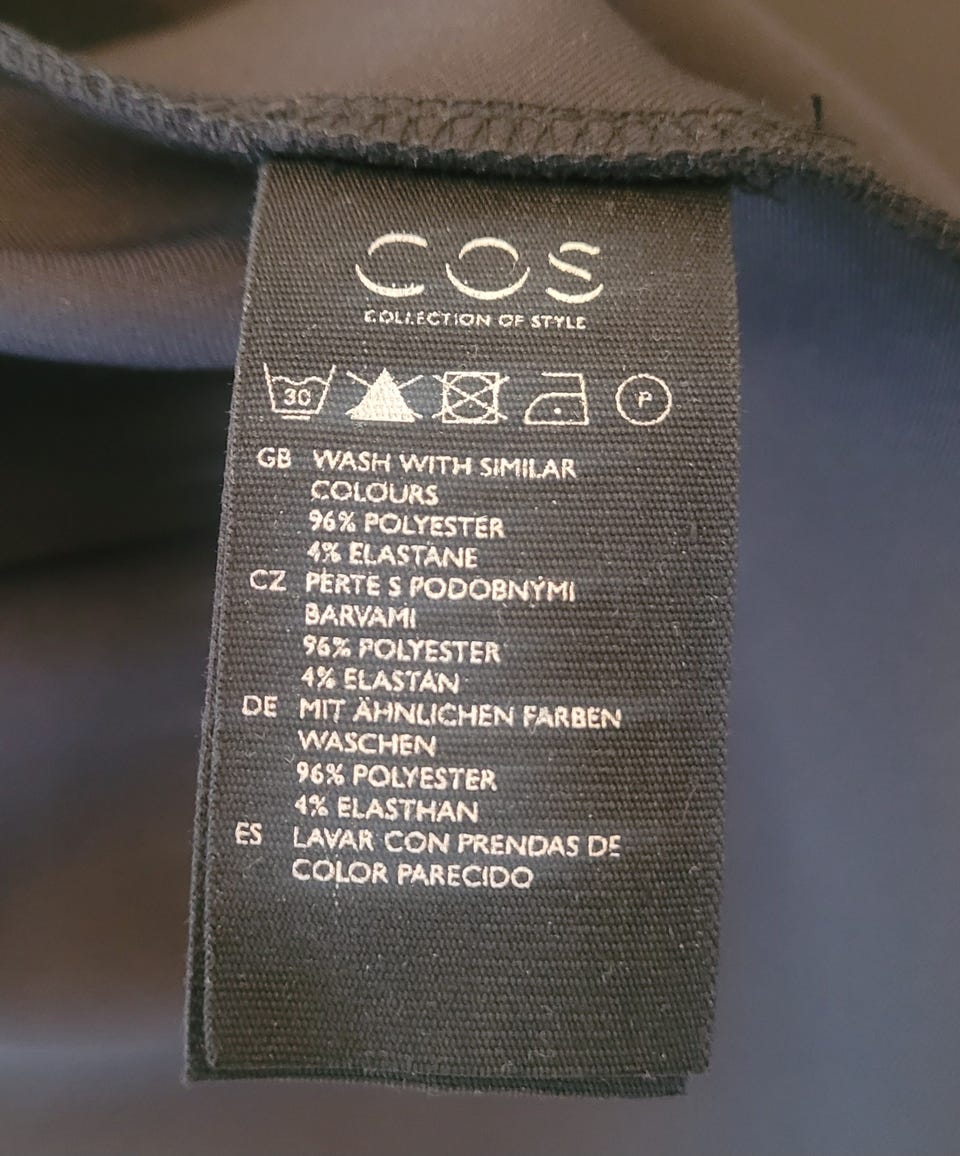 COS
COLLECTION OF STYLE
30
P
GB WASH WITH SIMILAR
COLOURS
96% POLYESTER
4% ELASTANE
CZ PERTE S PODOBNÝMI
BARVAMI
96% POLYESTER
4% ELASTAN
DE MIT ÄHNLICHEN FARBEN
WASCHEN
96% POLYESTER
4% ELASTHAN
ES LAVAR CON PRENDAS DE
COLOR PARECIDO